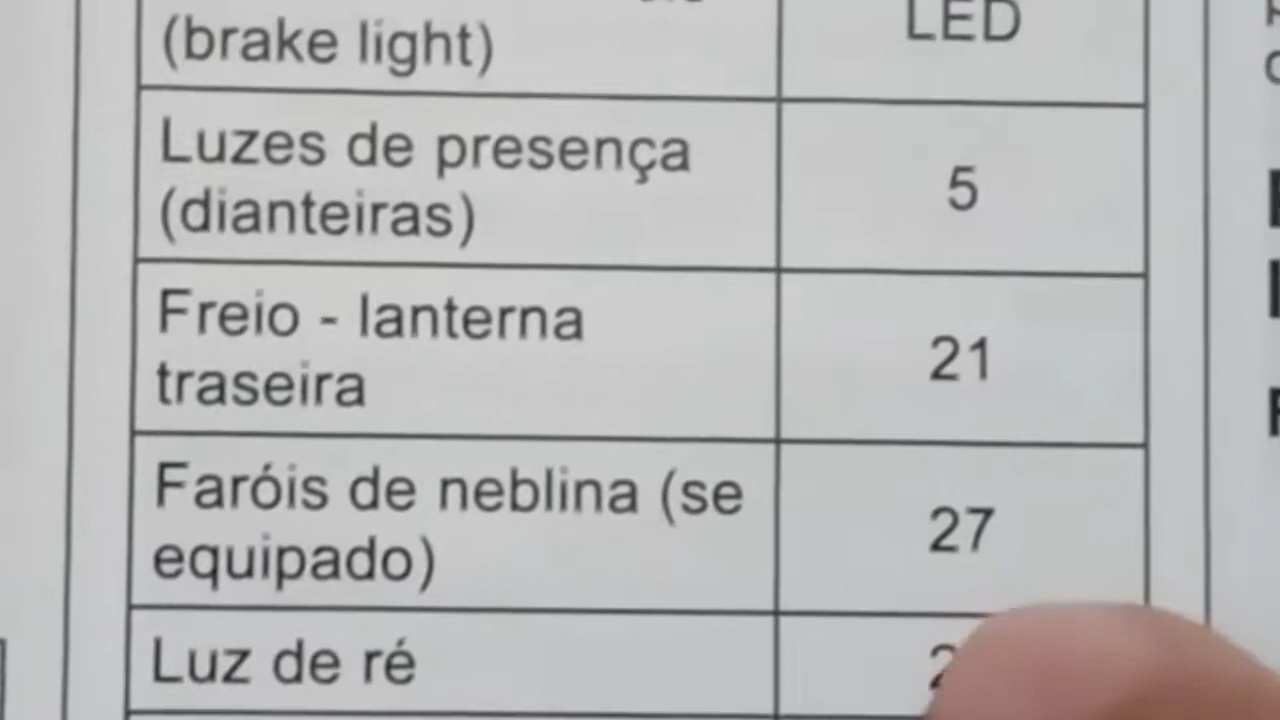 (brake light)
LED
Luzes de presença
(dianteiras)
5
Freio - lanterna
traseira
21
Faróis de neblina (se
equipado)
27
Luz de ré